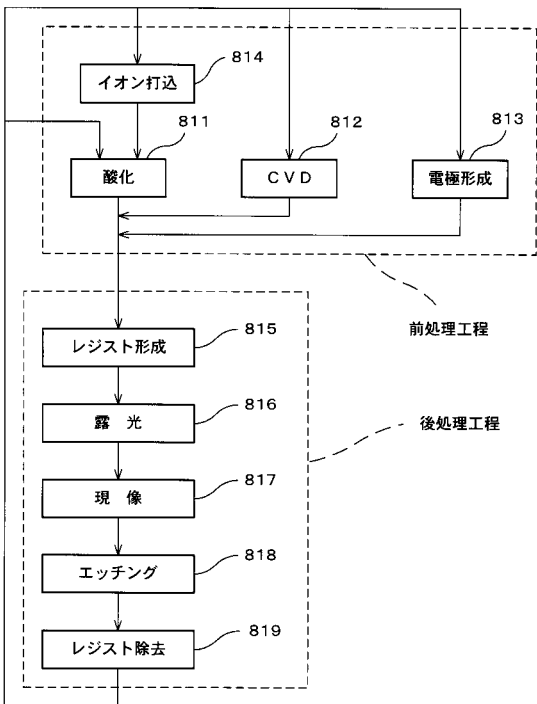 イオン打込
814
811
812
813
酸化
CVD
電極形成
前処理工程
レジスト形成
815
露光
816
後処理工程
現像
817
エッチング
818
レジスト除去
819